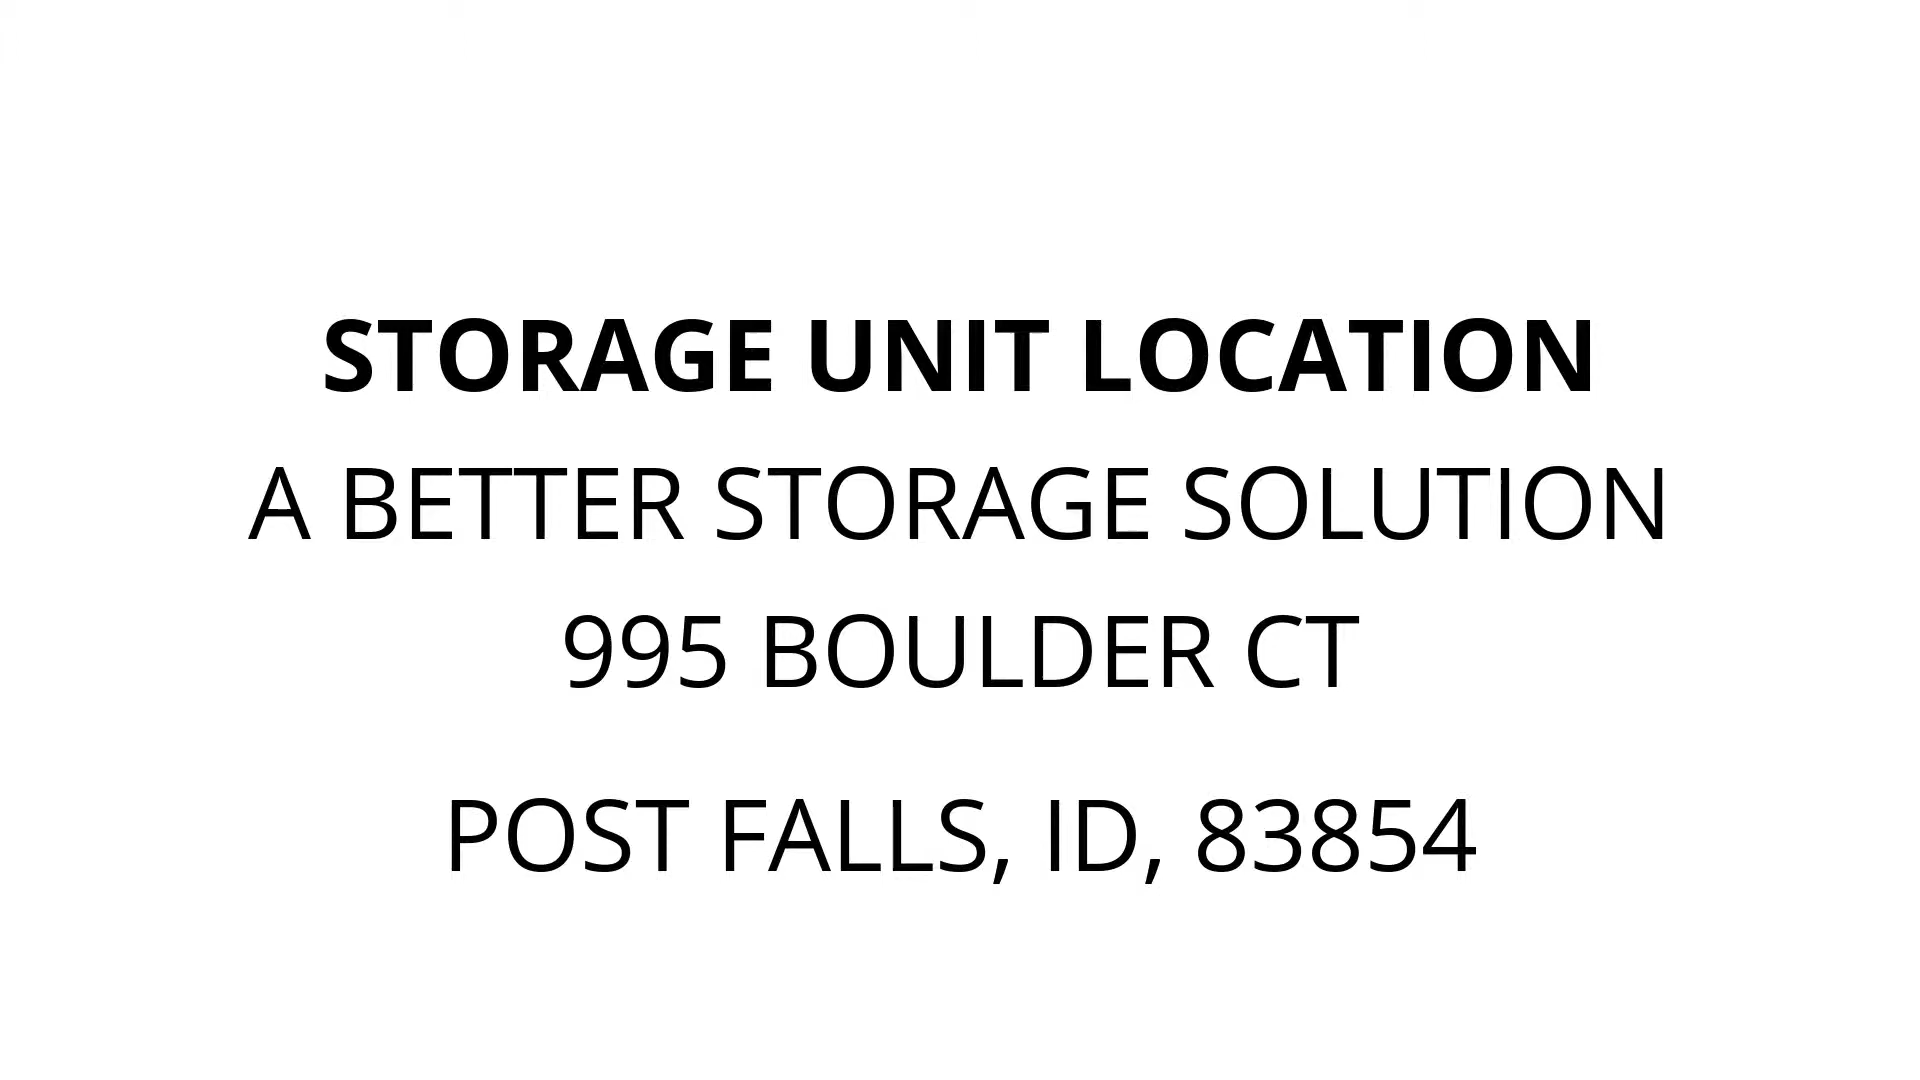 STORAGE UNIT LOCATION
A BETTER STORAGE SOLUTION
995 BOULDER CT
POST FALLS, ID, 83854